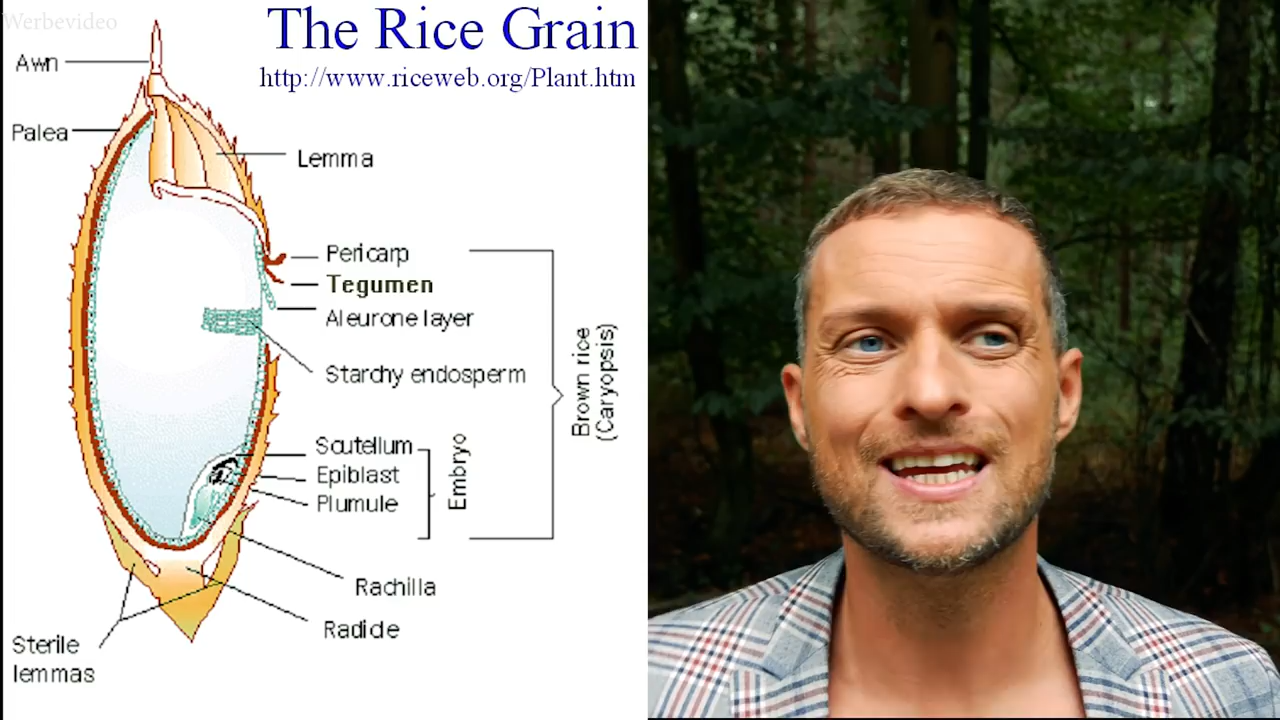 Werbevideo
The Rice Grain
http://www.riceweb.org/Plant.htm
Awn
Palea
Lemma
Pericarp
Tegumen
Aleurone layer
Starchy endosperm
Brown rice
(Caryopsis)
Scutellum
Epiblast
Plumule
Embryo
Rachilla
Radicle
Sterile
lemmas